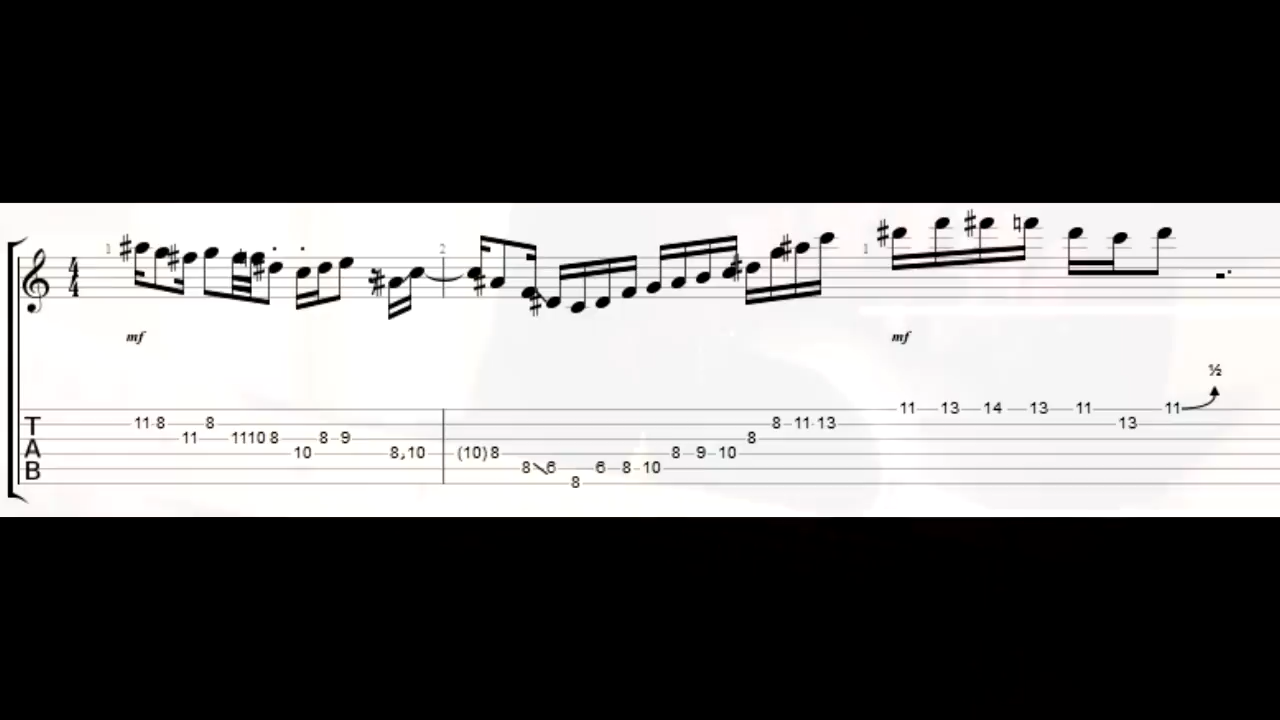 1 2 1
4
4
mf mf
½
11 13 14 13 11 11
T 11 8 8 8 11 13 13
11 11 10 8 8 9 8
A 10 8 10 (10) 8 8 9 10
B 8 6 6 8 10
8